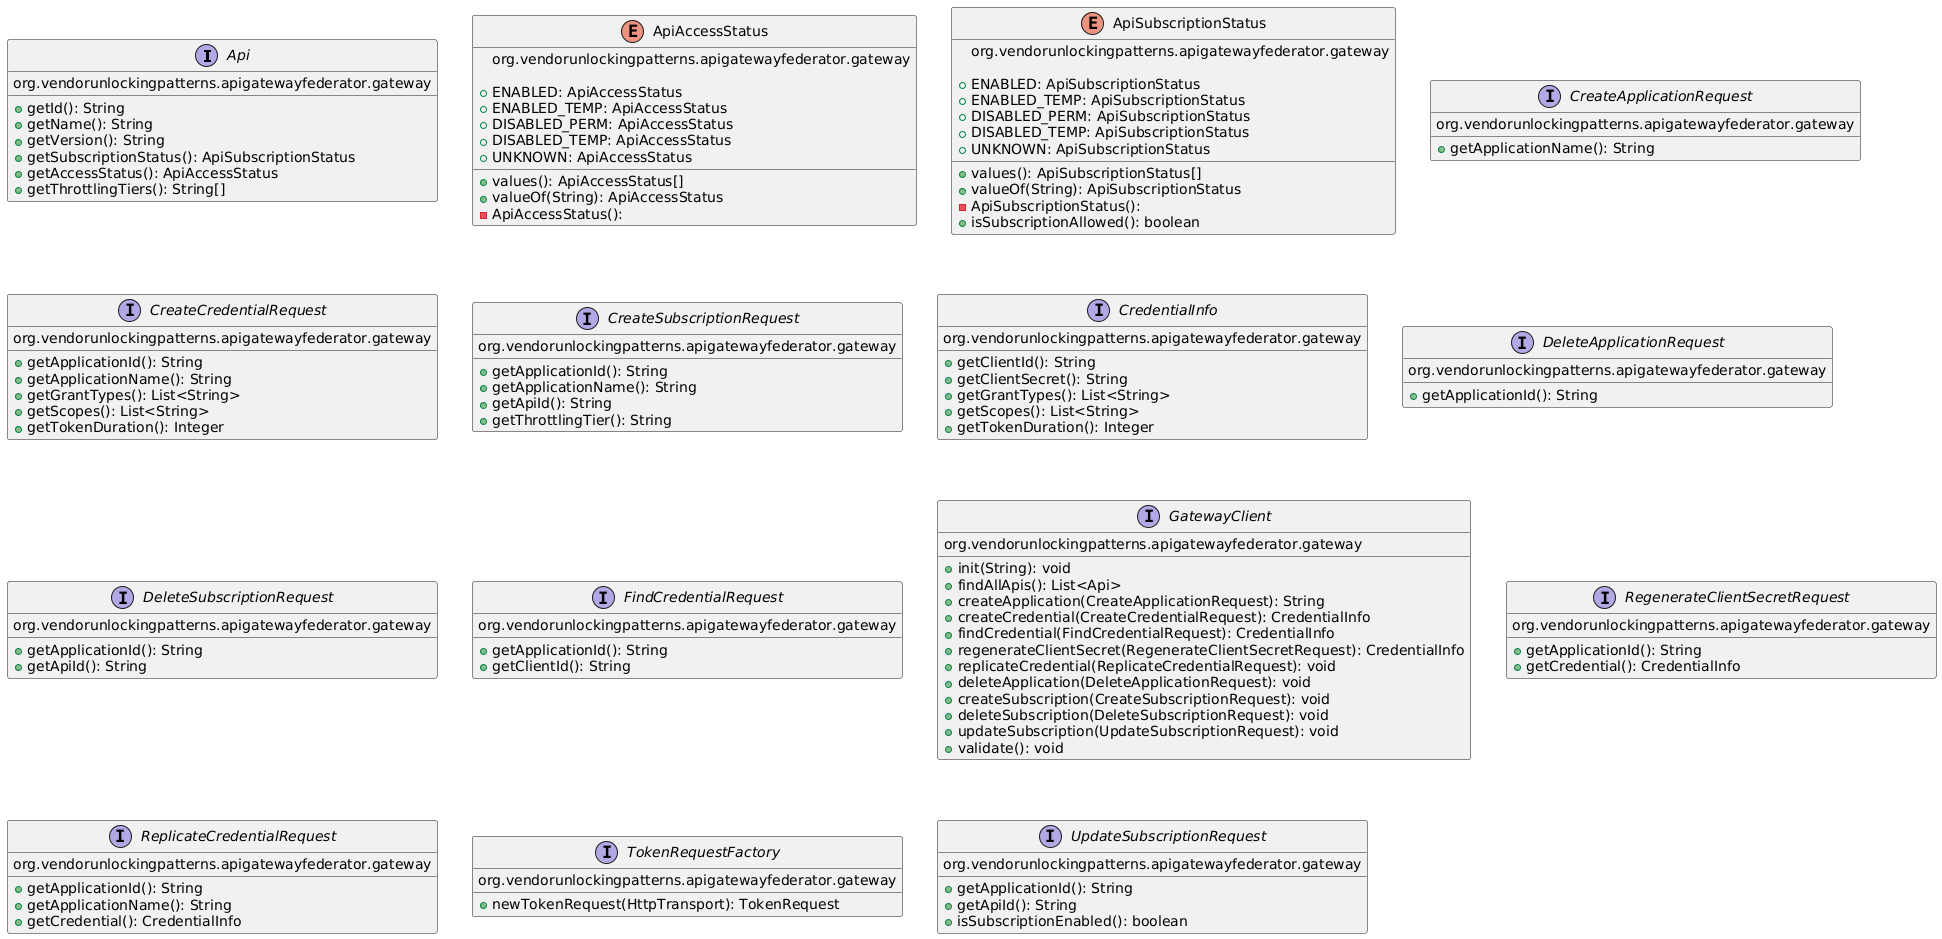 I Api
org.vendorunlockingpatterns.apigatewayfederator.gateway
getId(): String
getName(): String
getVersion(): String
getSubscriptionStatus(): ApiSubscriptionStatus
getAccessStatus(): ApiAccessStatus
getThrottlingTiers(): String[]
E ApiAccessStatus
org.vendorunlockingpatterns.apigatewayfederator.gateway
ENABLED: ApiAccessStatus
ENABLED_TEMP: ApiAccessStatus
DISABLED_PERM: ApiAccessStatus
DISABLED_TEMP: ApiAccessStatus
UNKNOWN: ApiAccessStatus
values(): ApiAccessStatus[]
valueOf(String): ApiAccessStatus
ApiAccessStatus():
E ApiSubscriptionStatus
org.vendorunlockingpatterns.apigatewayfederator.gateway
ENABLED: ApiSubscriptionStatus
ENABLED_TEMP: ApiSubscriptionStatus
DISABLED_PERM: ApiSubscriptionStatus
DISABLED_TEMP: ApiSubscriptionStatus
UNKNOWN: ApiSubscriptionStatus
values(): ApiSubscriptionStatus[]
valueOf(String): ApiSubscriptionStatus
ApiSubscriptionStatus():
isSubscriptionAllowed(): boolean
I CreateApplicationRequest
org.vendorunlockingpatterns.apigatewayfederator.gateway
getApplicationName(): String
I CreateCredentialRequest
org.vendorunlockingpatterns.apigatewayfederator.gateway
getApplicationId(): String
getApplicationName(): String
getGrantTypes(): List<String>
getScopes(): List<String>
getTokenDuration(): Integer
I CreateSubscriptionRequest
org.vendorunlockingpatterns.apigatewayfederator.gateway
getApplicationId(): String
getApplicationName(): String
getApiId(): String
getThrottlingTier(): String
I CredentialInfo
org.vendorunlockingpatterns.apigatewayfederator.gateway
getClientId(): String
getClientSecret(): String
getGrantTypes(): List<String>
getScopes(): List<String>
getTokenDuration(): Integer
I DeleteApplicationRequest
org.vendorunlockingpatterns.apigatewayfederator.gateway
getApplicationId(): String
I DeleteSubscriptionRequest
org.vendorunlockingpatterns.apigatewayfederator.gateway
getApplicationId(): String
getApiId(): String
I FindCredentialRequest
org.vendorunlockingpatterns.apigatewayfederator.gateway
getApplicationId(): String
getClientId(): String
I GatewayClient
org.vendorunlockingpatterns.apigatewayfederator.gateway
init(String): void
findAllApis(): List<Api>
createApplication(CreateApplicationRequest): String
createCredential(CreateCredentialRequest): CredentialInfo
findCredential(FindCredentialRequest): CredentialInfo
regenerateClientSecret(RegenerateClientSecretRequest): CredentialInfo
replicateCredential(ReplicateCredentialRequest): void
deleteApplication(DeleteApplicationRequest): void
createSubscription(CreateSubscriptionRequest): void
deleteSubscription(DeleteSubscriptionRequest): void
updateSubscription(UpdateSubscriptionRequest): void
validate(): void
I RegenerateClientSecretRequest
org.vendorunlockingpatterns.apigatewayfederator.gateway
getApplicationId(): String
getCredential(): CredentialInfo
I ReplicateCredentialRequest
org.vendorunlockingpatterns.apigatewayfederator.gateway
getApplicationId(): String
getApplicationName(): String
getCredential(): CredentialInfo
I TokenRequestFactory
org.vendorunlockingpatterns.apigatewayfederator.gateway
newTokenRequest(HttpTransport): TokenRequest
I UpdateSubscriptionRequest
org.vendorunlockingpatterns.apigatewayfederator.gateway
getApplicationId(): String
getApiId(): String
isSubscriptionEnabled(): boolean